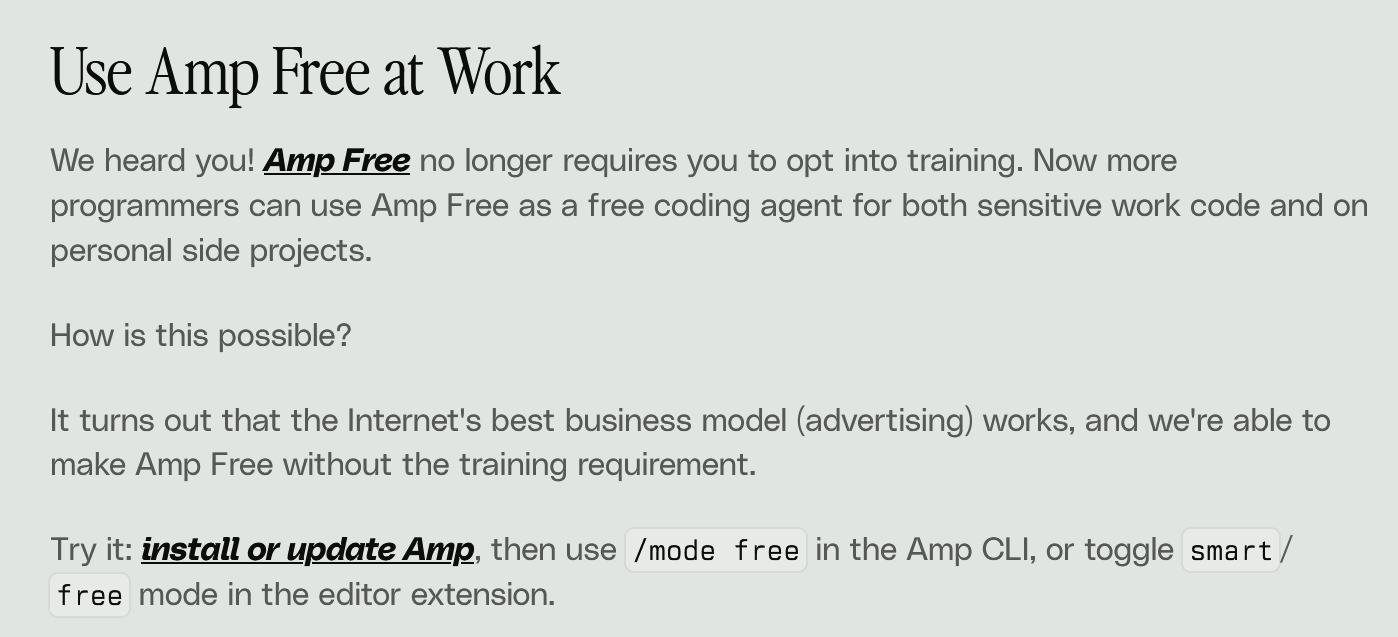 Use Amp Free at Work
We heard you! Amp Free no longer requires you to opt into training. Now more
programmers can use Amp Free as a free coding agent for both sensitive work code and on
personal side projects.
How is this possible?
It turns out that the Internet's best business model (advertising) works, and we're able to
make Amp Free without the training requirement.
Try it: install or update Amp, then use /mode free in the Amp CLI, or toggle smart/
free mode in the editor extension.